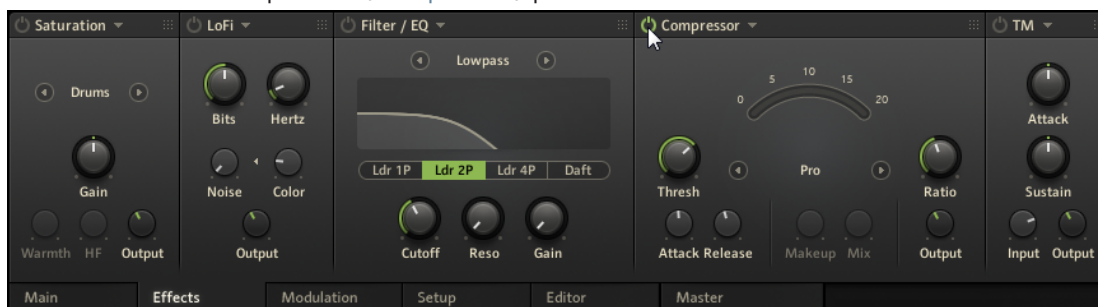 Saturation
LoFi
Filter / EQ
Compressor
TM
Drums
Gain
Warmth HF Output
Bits Hertz
Noise Color
Output
Lowpass
Ldr 1P Ldr 2P Ldr 4P Daft
Cutoff Reso Gain
0 5 10 15 20
Thresh Pro Ratio
Attack Release Makeup Mix Output
Attack
Sustain
Input Output
Main Effects Modulation Setup Editor Master